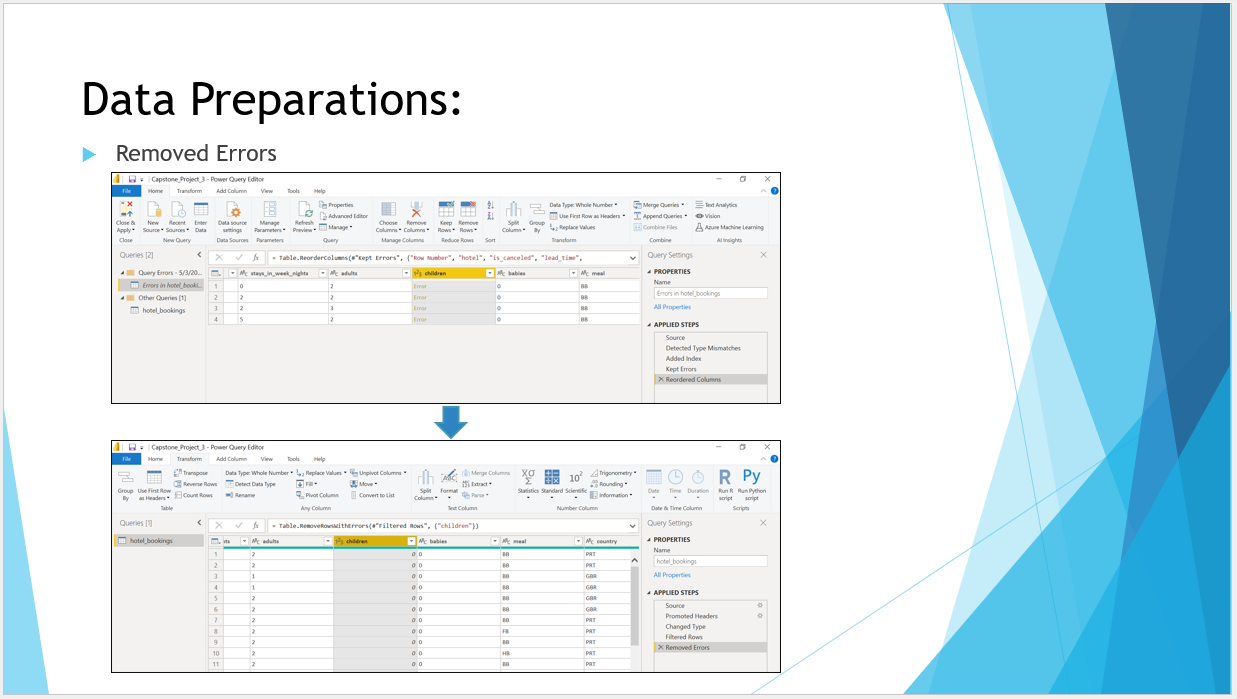 Data Preparations:
Removed Errors
Capstone_Project_3 - Power Query Editor
File Home Transform Add Column View Tools Help
Close & Apply New Source Recent Sources Enter Data Data source settings Manage Parameters Refresh Preview Properties Advanced Editor Manage Choose Columns Remove Columns Keep Rows Remove Rows Split Column Group By Data Type: Whole Number Use First Row as Headers Replace Values Merge Queries Append Queries Combine Files Text Analytics Vision Azure Machine Learning
Close New Query Data Sources Parameters Query Manage Columns Reduce Rows Sort Transform Combine AI Insights
Queries [2]
Query Errors - 5/3/20...
Errors in hotel_booki...
Other Queries [1]
hotel_bookings
= Table.ReorderColumns(#"Kept Errors", {"Row Number", "hotel", "is_canceled", "lead_time",
stays_in_week_nights adults children babies meal
1 0 2 Error 0 BB
2 2 2 Error 0 BB
3 2 3 Error 0 BB
4 5 2 Error 0 BB
Query Settings
PROPERTIES
Name
Errors in hotel_bookings
All Properties
APPLIED STEPS
Source
Detected Type Mismatches
Added Index
Kept Errors
Reordered Columns
Capstone_Project_3 - Power Query Editor
File Home Transform Add Column View Tools Help
Group By Use First Row as Headers Transpose Reverse Rows Count Rows Data Type: Whole Number Detect Data Type Rename Replace Values Fill Pivot Column Unpivot Columns Move Convert to List Split Column Format Merge Columns Extract Parse Statistics Standard Scientific Trigonometry Rounding Information Date Time Duration Run R script Run Python script
Table Any Column Text Column Number Column Date & Time Column Scripts
Queries [1]
hotel_bookings
= Table.RemoveRowsWithErrors(#"Filtered Rows", {"children"})
ts adults children babies meal country
1 2 0 0 BB PRT
2 2 0 0 BB PRT
3 1 0 0 BB GBR
4 1 0 0 BB GBR
5 2 0 0 BB GBR
6 2 0 0 BB GBR
7 2 0 0 BB PRT
8 2 0 0 FB PRT
9 2 0 0 BB PRT
10 2 0 0 HB PRT
11 2 0 0 BB PRT
Query Settings
PROPERTIES
Name
hotel_bookings
All Properties
APPLIED STEPS
Source
Promoted Headers
Changed Type
Filtered Rows
Removed Errors